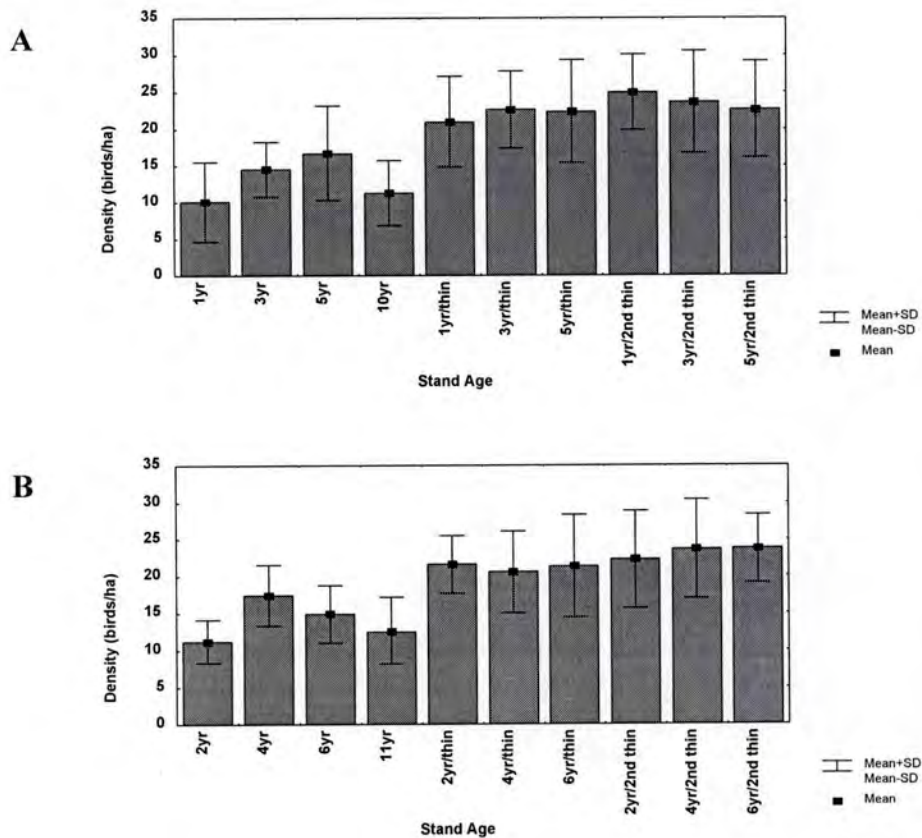 A
35
30
25
20
15
10
5
0
Density (birds/ha)
1yr
3yr
5yr
10yr
1yr/thin
3yr/thin
5yr/thin
1yr/2nd thin
3yr/2nd thin
5yr/2nd thin
Stand Age
Mean+SD
Mean-SD
Mean
B
35
30
25
20
15
10
5
0
Density (birds/ha)
2yr
4yr
6yr
11yr
2yr/thin
4yr/thin
6yr/thin
2yr/2nd thin
4yr/2nd thin
6yr/2nd thin
Stand Age
Mean+SD
Mean-SD
Mean